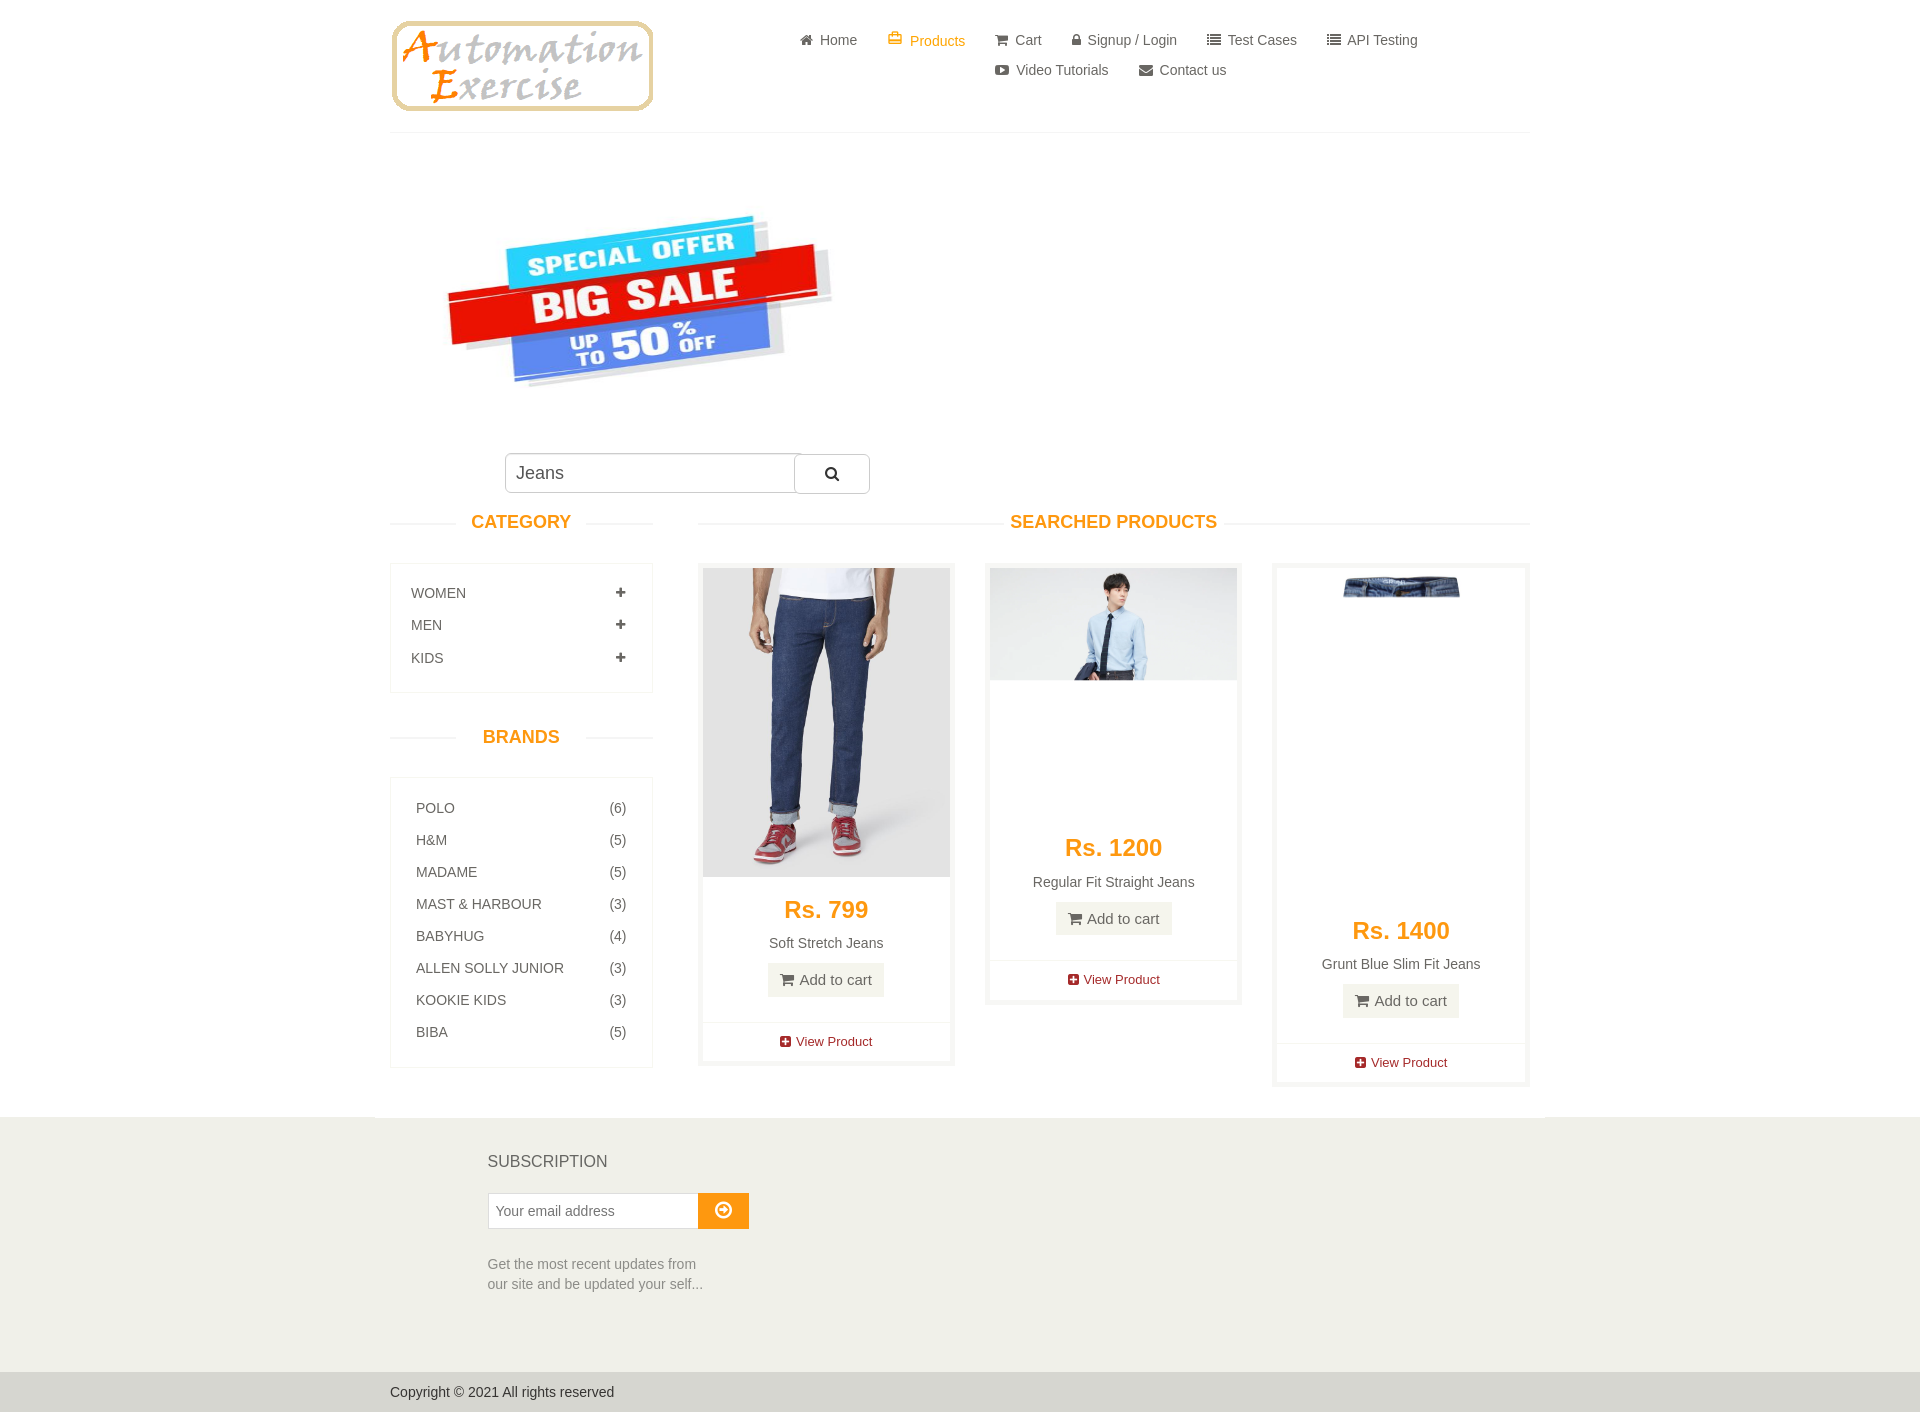 Automation
Exercise
Home
Products
Cart
Signup / Login
Test Cases
API Testing
Video Tutorials
Contact us
SPECIAL OFFER
BIG SALE
UP TO 50% OFF
Jeans
CATEGORY
WOMEN
MEN
KIDS
BRANDS
POLO (6)
H&M (5)
MADAME (5)
MAST & HARBOUR (3)
BABYHUG (4)
ALLEN SOLLY JUNIOR (3)
KOOKIE KIDS (3)
BIBA (5)
SEARCHED PRODUCTS
Rs. 799
Soft Stretch Jeans
Add to cart
View Product
Rs. 1200
Regular Fit Straight Jeans
Add to cart
View Product
Rs. 1400
Grunt Blue Slim Fit Jeans
Add to cart
View Product
SUBSCRIPTION
Your email address
Get the most recent updates from
our site and be updated your self...
Copyright © 2021 All rights reserved